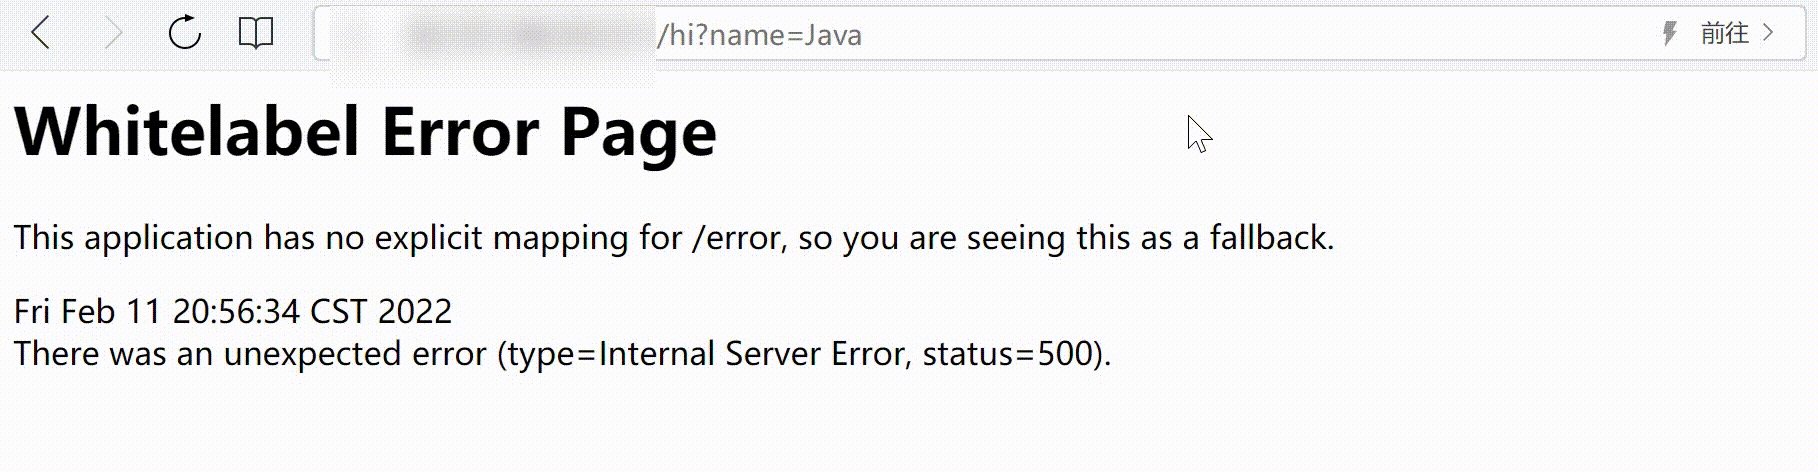 /hi?name=Java
前往
Whitelabel Error Page
This application has no explicit mapping for /error, so you are seeing this as a fallback.
Fri Feb 11 20:56:34 CST 2022
There was an unexpected error (type=Internal Server Error, status=500).